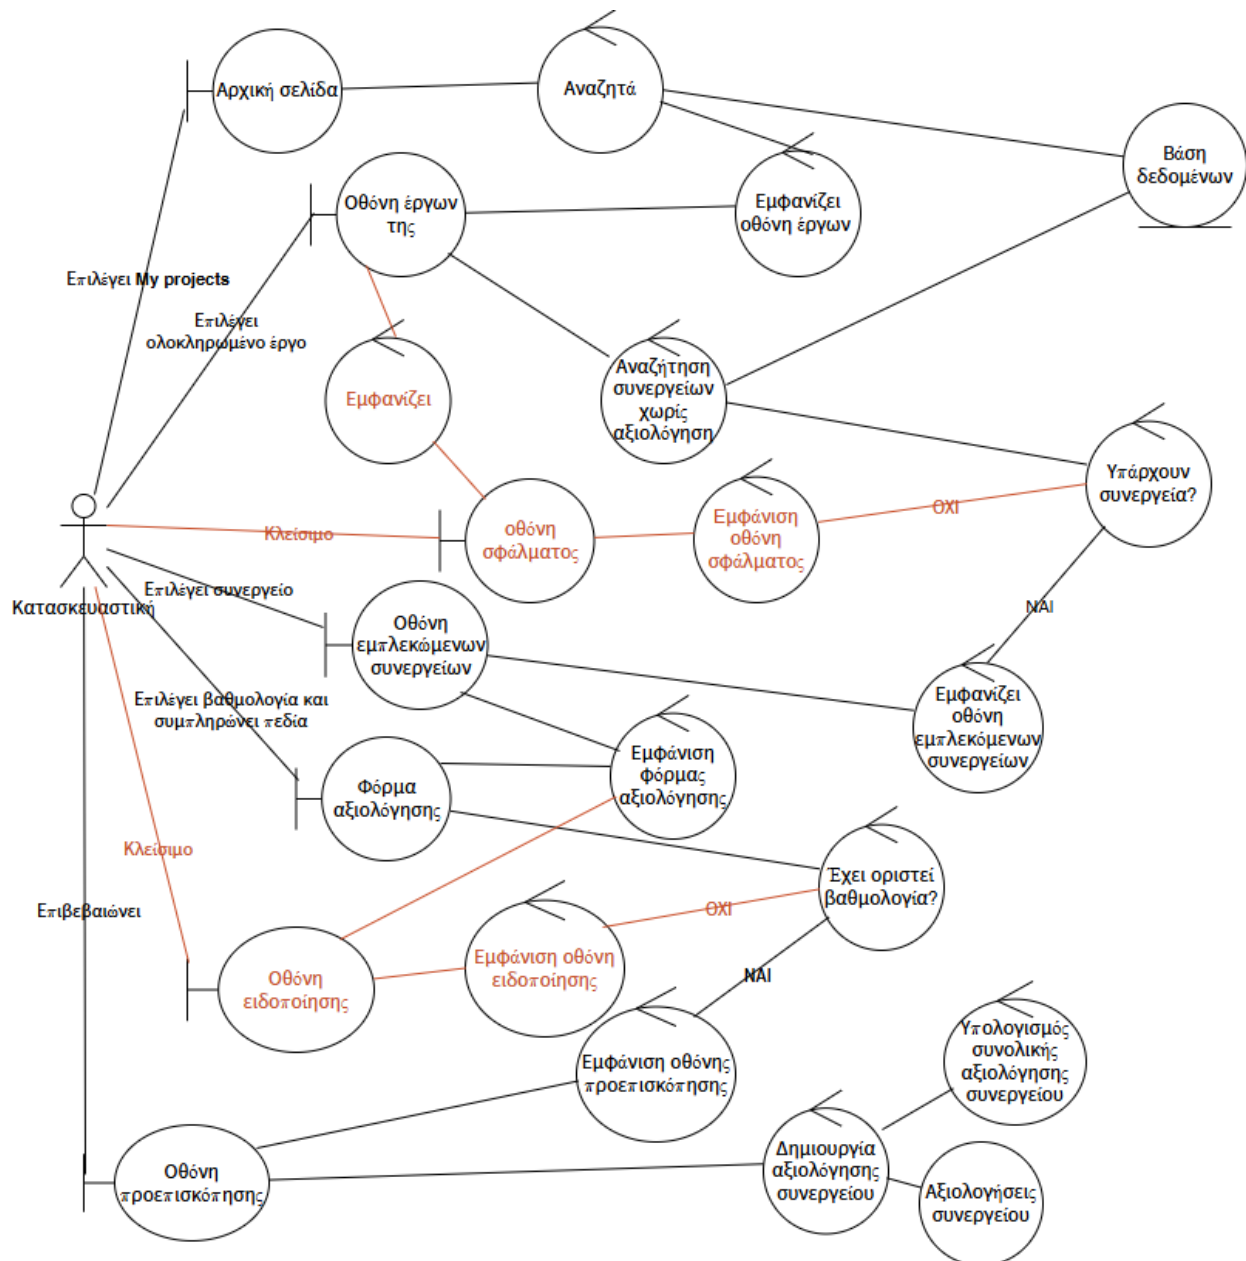 Αρχική σελίδα
Αναζητά
Βάση
δεδομένων
Οθόνη έργων
της
Εμφανίζει
οθόνη έργων
Επιλέγει My projects
Επιλέγει
ολοκληρωμένο έργο
Εμφανίζει
Αναζήτηση
συνεργείων
χωρίς
αξιολόγηση
Υπάρχουν
συνεργεία?
ΟΧΙ
Κλείσιμο
οθόνη
σφάλματος
Εμφάνιση
οθόνη
σφάλματος
Κατασκευαστική
Επιλέγει συνεργείο
Οθόνη
εμπλεκώμενων
συνεργείων
ΝΑΙ
Εμφανίζει
οθόνη
εμπλεκόμενων
συνεργείων
Επιλέγει βαθμολογία και
συμπληρώνει πεδία
Εμφάνιση
φόρμας
αξιολόγησης
Φόρμα
αξιολόγησης
Κλείσιμο
Έχει οριστεί
βαθμολογία?
Επιβεβαιώνει
ΟΧΙ
Οθόνη
ειδοποίησης
Εμφάνιση οθόνη
ειδοποίησης
ΝΑΙ
Εμφάνιση οθόνης
προεπισκόπησης
Υπολογισμός
συνολικής
αξιολόγησης
συνεργείου
Οθόνη
προεπισκόπησης
Δημιουργία
αξιολόγησης
συνεργείου
Αξιολογήσεις
συνεργείου